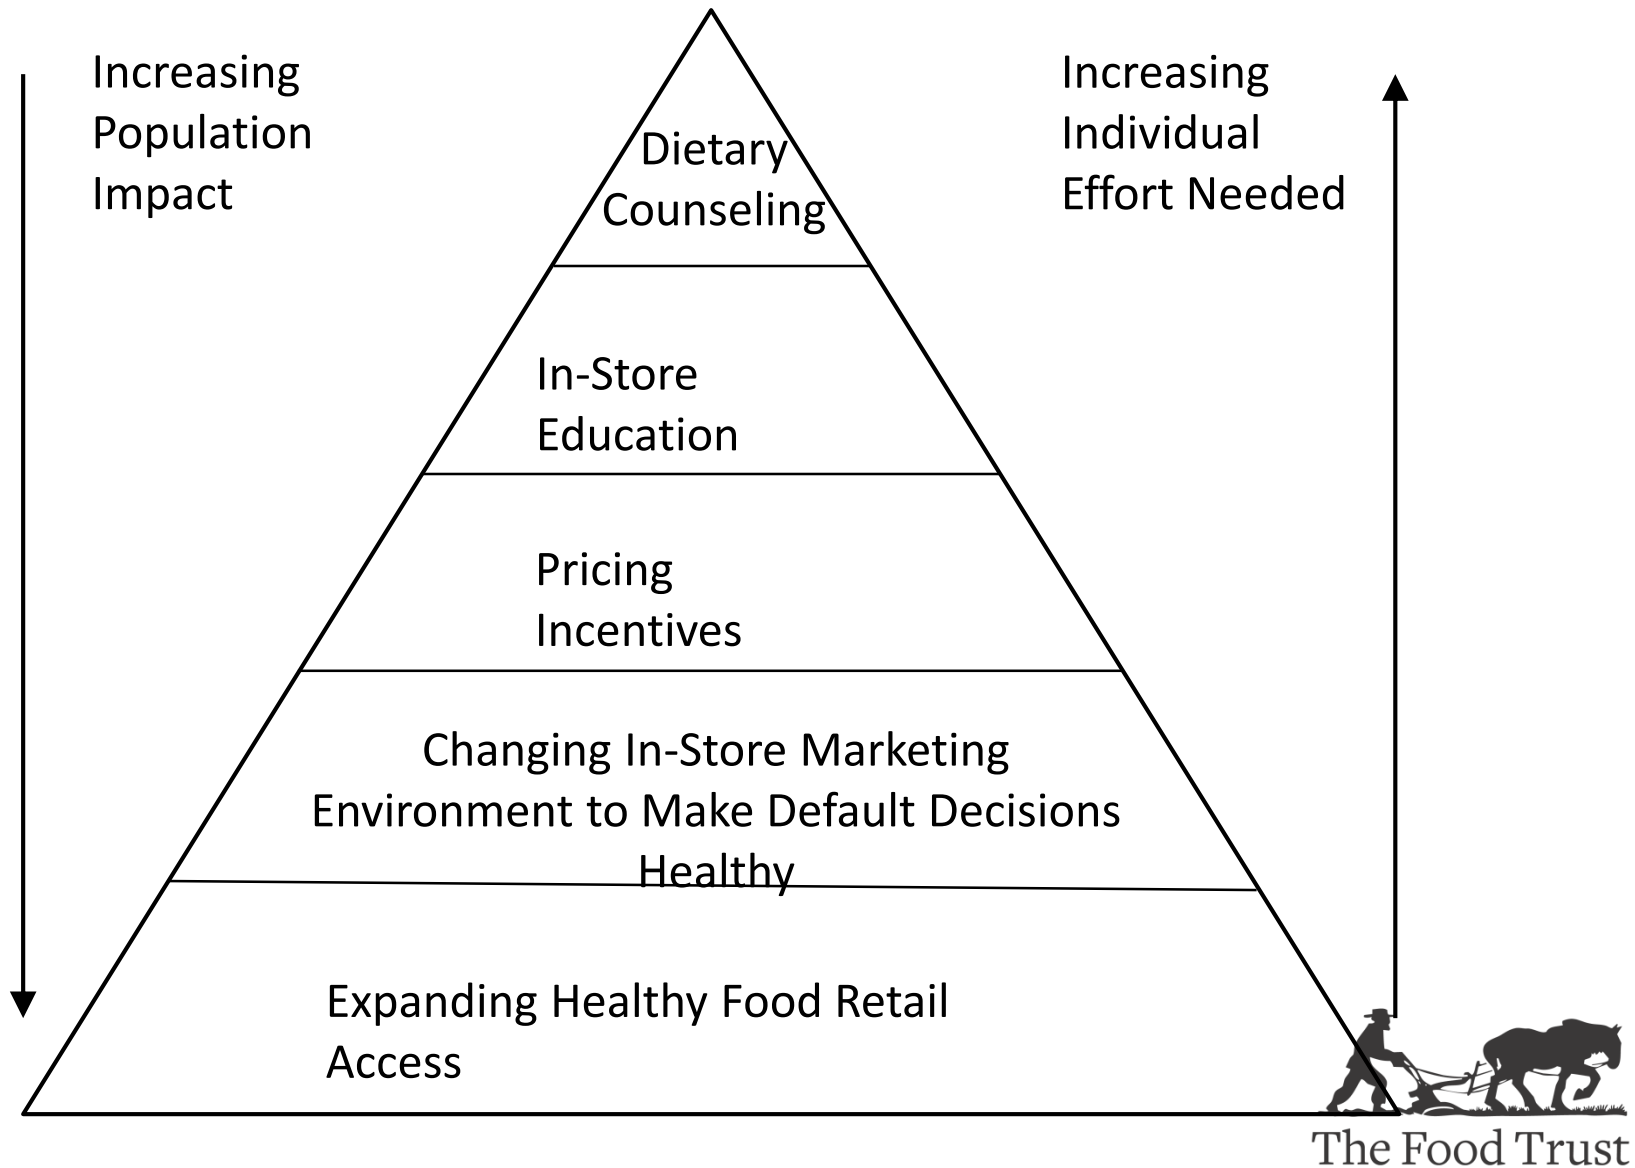 Increasing
Population
Impact
Increasing
Individual
Effort Needed
Dietary
Counseling
In-Store
Education
Pricing
Incentives
Changing In-Store Marketing
Environment to Make Default Decisions
Healthy
Expanding Healthy Food Retail
Access
The Food Trust